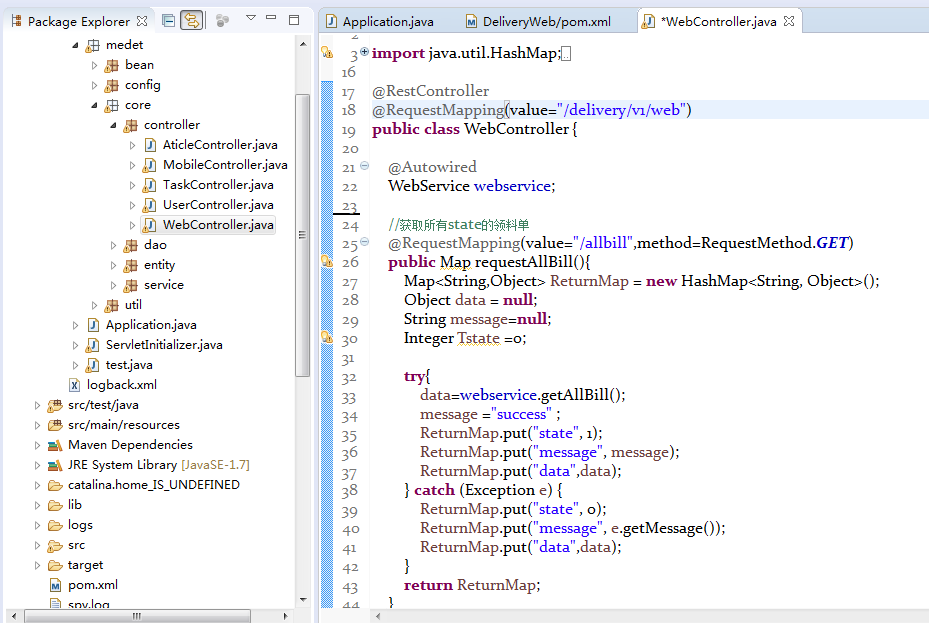 Package Explorer
medet
bean
config
core
controller
AticleController.java
MobileController.java
TaskController.java
UserController.java
WebController.java
dao
entity
service
util
Application.java
ServletInitializer.java
test.java
logback.xml
src/test/java
src/main/resources
Maven Dependencies
JRE System Library [JavaSE-1.7]
catalina.home_IS_UNDEFINED
lib
logs
src
target
pom.xml
spy.log
Application.java DeliveryWeb/pom.xml *WebController.java
2
3 import java.util.HashMap;
16
17 @RestController
18 @RequestMapping(value="/delivery/v1/web")
19 public class WebController {
20
21 @Autowired
22 WebService webservice;
23
24 //获取所有state的领料单
25 @RequestMapping(value="/allbill",method=RequestMethod.GET)
26 public Map requestAllBill(){
27 Map<String,Object> ReturnMap = new HashMap<String, Object>();
28 Object data = null;
29 String message=null;
30 Integer Tstate =0;
31
32 try{
33 data=webservice.getAllBill();
34 message ="success" ;
35 ReturnMap.put("state", 1);
36 ReturnMap.put("message", message);
37 ReturnMap.put("data",data);
38 } catch (Exception e) {
39 ReturnMap.put("state", 0);
40 ReturnMap.put("message", e.getMessage());
41 ReturnMap.put("data",data);
42 }
43 return ReturnMap;
44 }